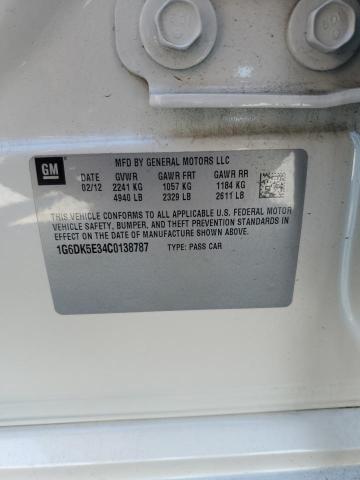 GM
MFD BY GENERAL MOTORS LLC
DATE GVWR GAWR FRT GAWR RR
02/12 2241 KG 1057 KG 1184 KG
4940 LB 2329 LB 2611 LB
THIS VEHICLE CONFORMS TO ALL APPLICABLE U.S. FEDERAL MOTOR
VEHICLE SAFETY, BUMPER, AND THEFT PREVENTION STANDARDS IN
EFFECT ON THE DATE OF MANUFACTURE SHOWN ABOVE.
1G6DK5E34C0138787 TYPE: PASS CAR